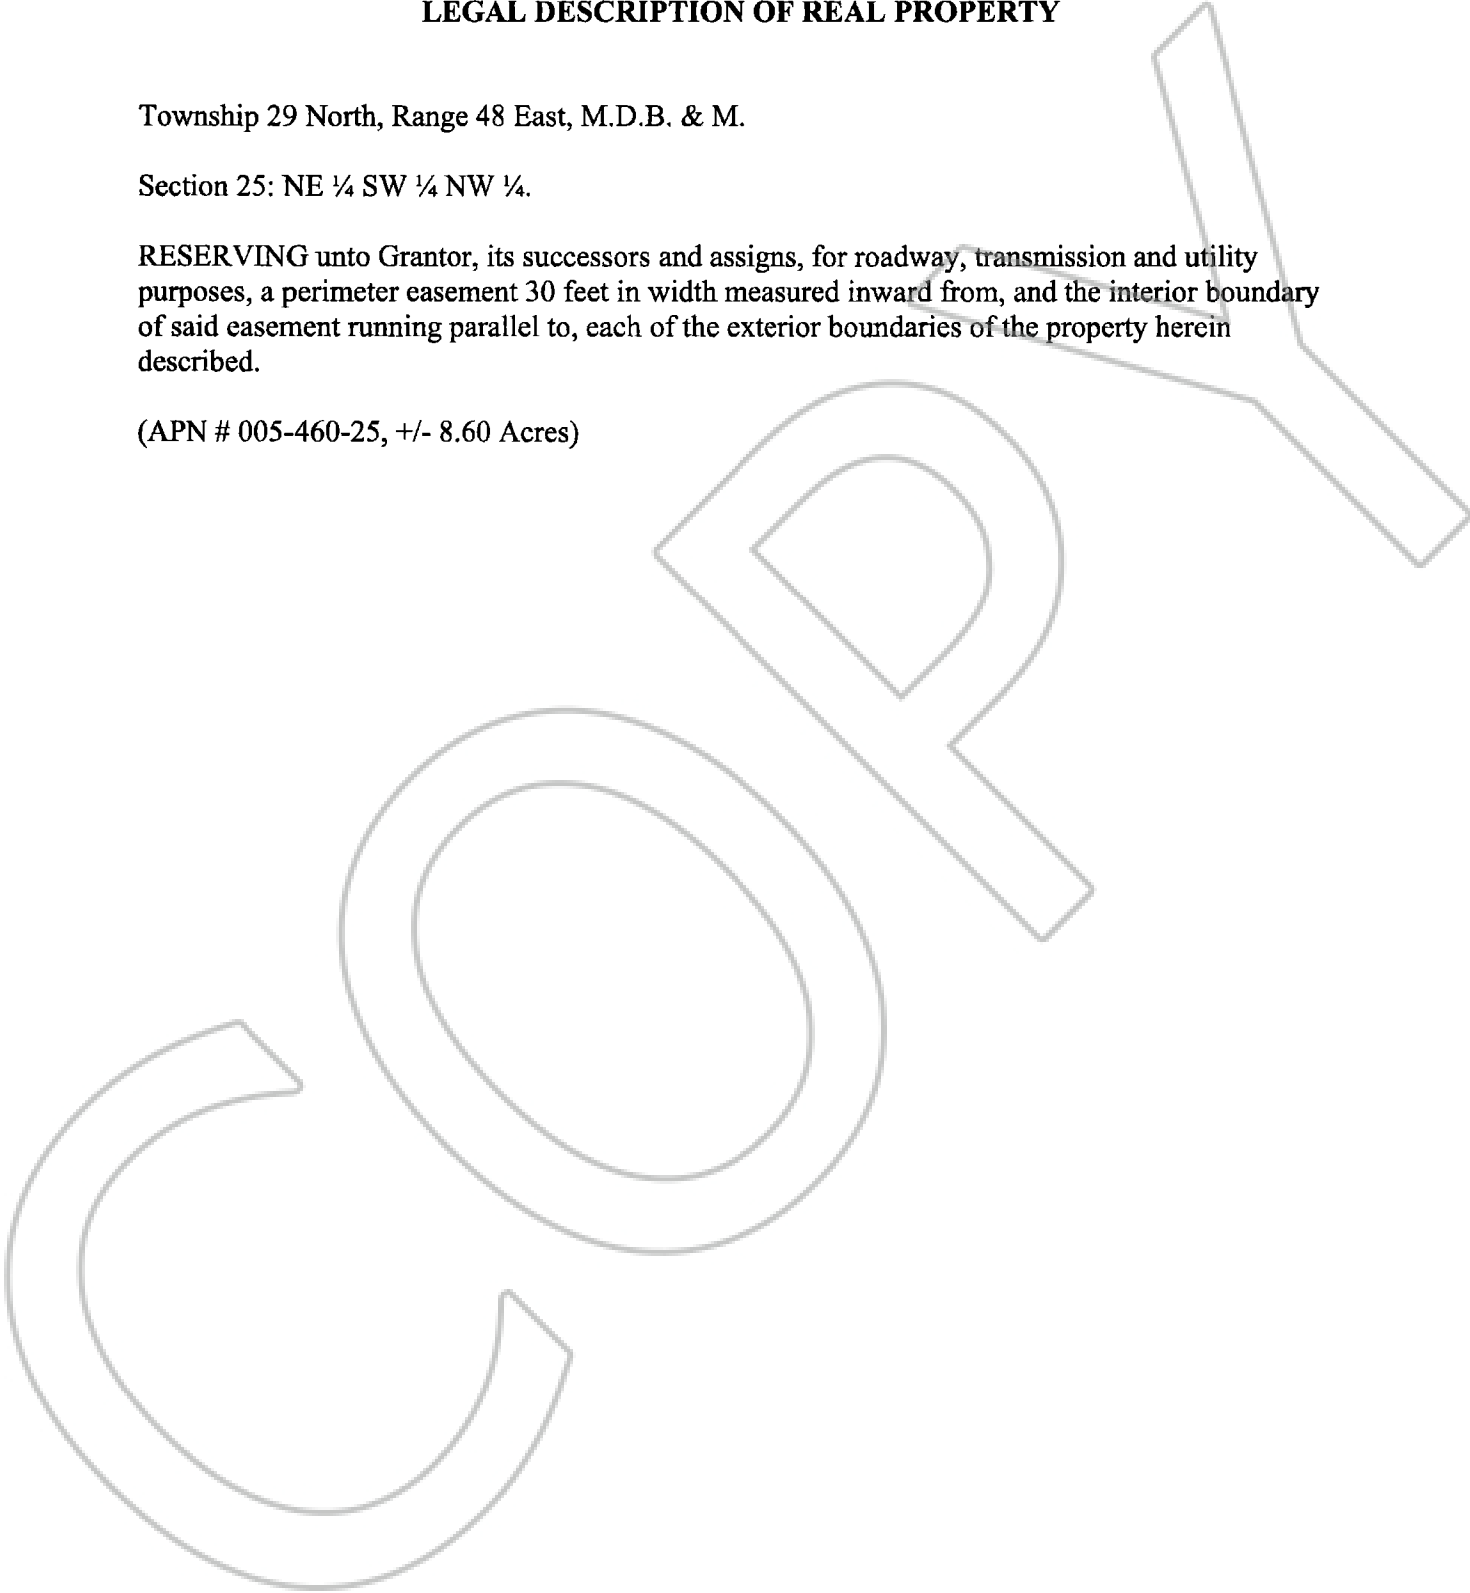 LEGAL DESCRIPTION OF REAL PROPERTY
Township 29 North, Range 48 East, M.D.B. & M.
Section 25: NE ¼ SW ¼ NW ¼.
RESERVING unto Grantor, its successors and assigns, for roadway, transmission and utility
purposes, a perimeter easement 30 feet in width measured inward from, and the interior boundary
of said easement running parallel to, each of the exterior boundaries of the property herein
described.
(APN # 005-460-25, +/- 8.60 Acres)
COPY